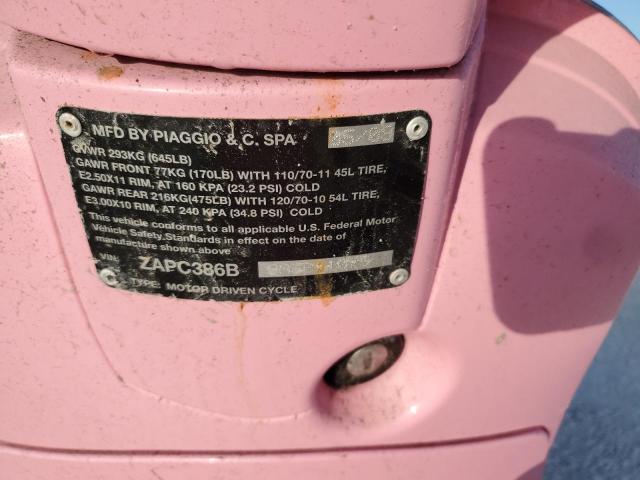 MFD BY PIAGGIO & C. SPA
GVWR 293KG (645LB)
GAWR FRONT 77KG (170LB) WITH 110/70-11 45L TIRE,
E2.50X11 RIM, AT 160 KPA (23.2 PSI) COLD
GAWR REAR 216KG(475LB) WITH 120/70-10 54L TIRE,
E3.00X10 RIM, AT 240 KPA (34.8 PSI) COLD
This vehicle conforms to all applicable U.S. Federal Motor
Vehicle Safety Standards in effect on the date of
manufacture shown above
VIN: ZAPC386B
TYPE: MOTOR DRIVEN CYCLE